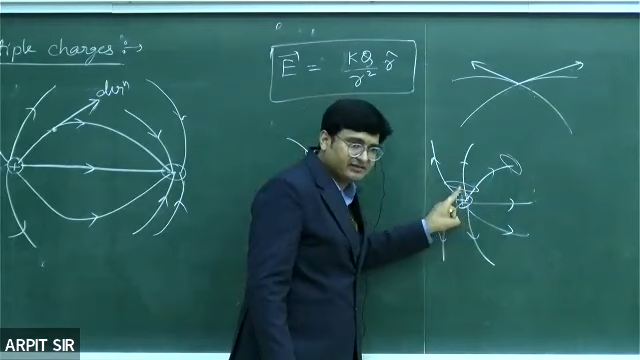 tiple charges :→
dirⁿ
E⃗ = KQ/r² r̂
+
+
+
ARPIT SIR